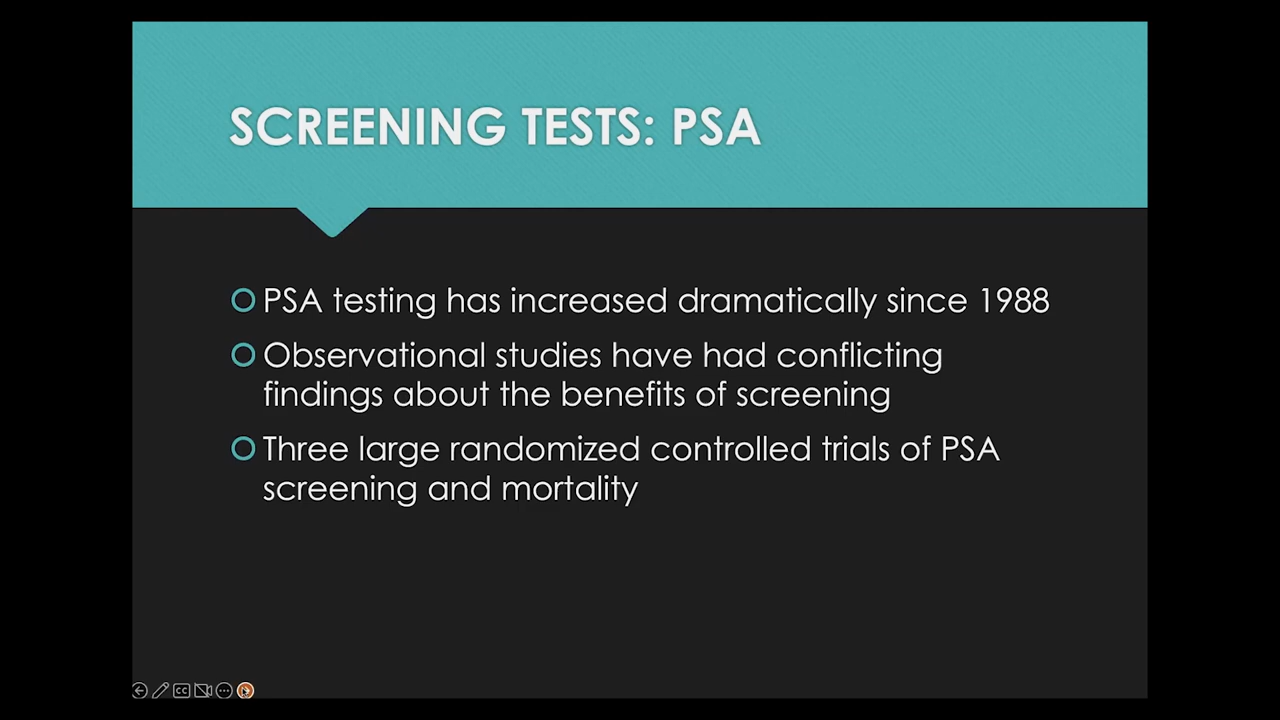 SCREENING TESTS: PSA
PSA testing has increased dramatically since 1988
Observational studies have had conflicting
findings about the benefits of screening
Three large randomized controlled trials of PSA
screening and mortality
CC